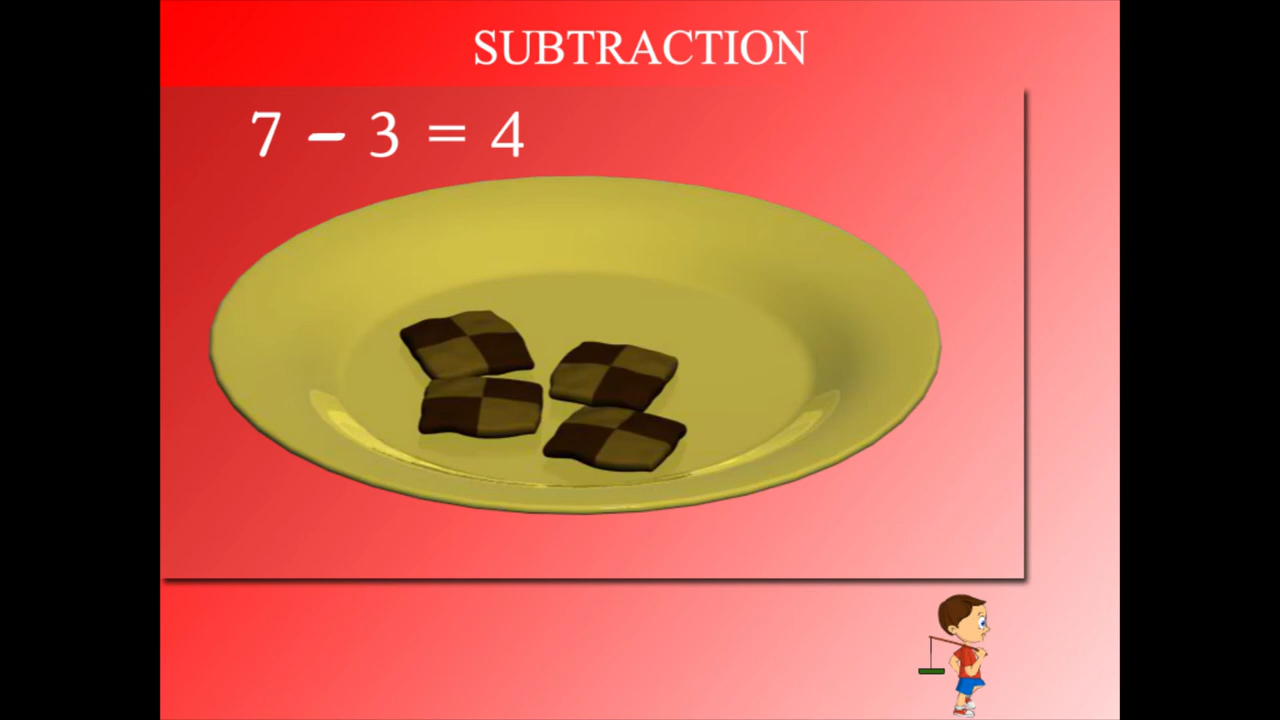 SUBTRACTION
7 – 3 = 4